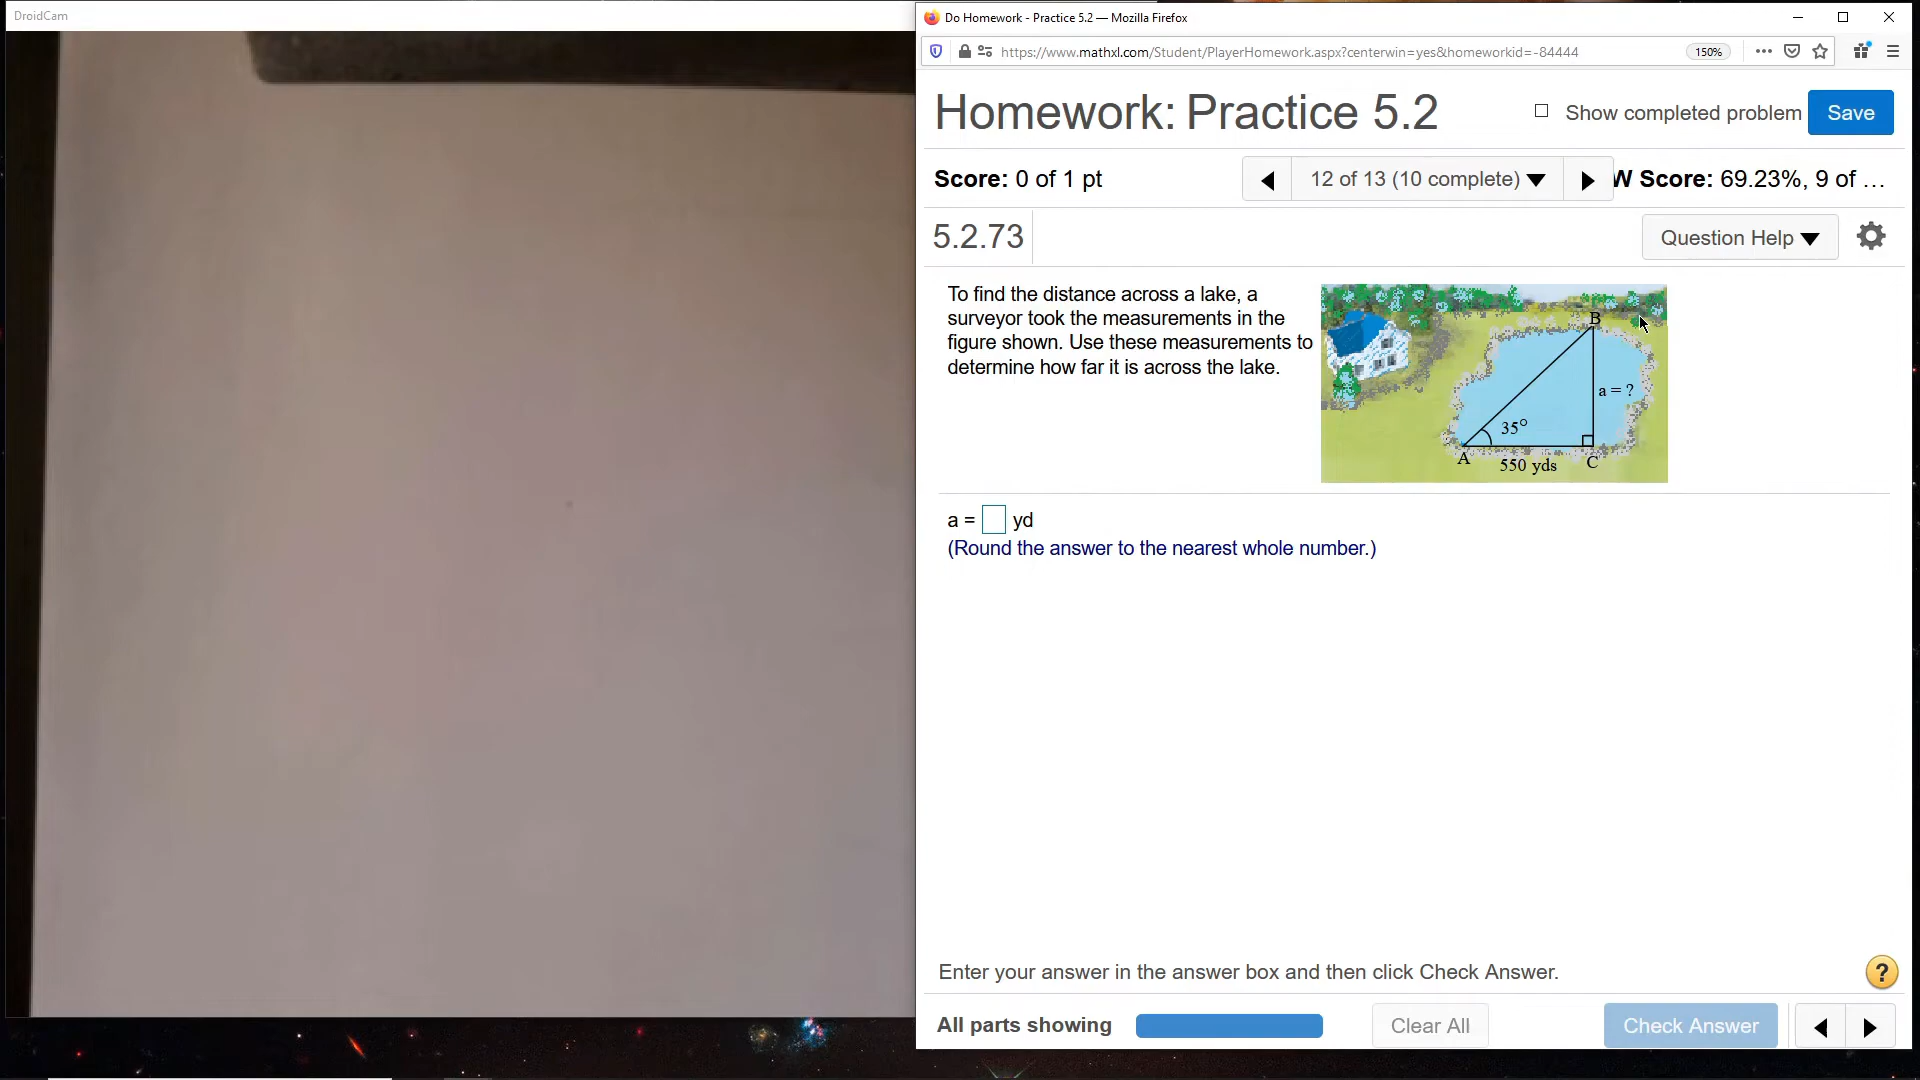 DroidCam
Do Homework - Practice 5.2 — Mozilla Firefox
https://www.mathxl.com/Student/PlayerHomework.aspx?centerwin=yes&homeworkid=-84444
150%
Homework: Practice 5.2
Show completed problem
Save
Score: 0 of 1 pt
12 of 13 (10 complete)
W Score: 69.23%, 9 of ...
5.2.73
Question Help
To find the distance across a lake, a
surveyor took the measurements in the
figure shown. Use these measurements to
determine how far it is across the lake.
B
a = ?
35°
A
550 yds
C
a = yd
(Round the answer to the nearest whole number.)
Enter your answer in the answer box and then click Check Answer.
?
All parts showing
Clear All
Check Answer